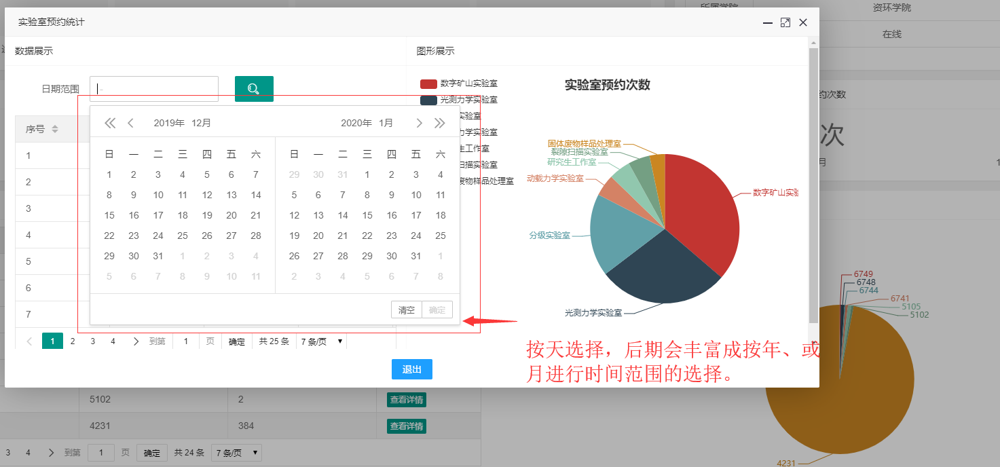 所属学院
资环学院
在线
实验室预约统计
数据展示
图形展示
日期范围
-
序号
1
2
3
4
5
6
7
2019年 12月
2020年 1月
日 一 二 三 四 五 六
1 2 3 4 5 6 7
8 9 10 11 12 13 14
15 16 17 18 19 20 21
22 23 24 25 26 27 28
29 30 31 1 2 3 4
5 6 7 8 9 10 11
日 一 二 三 四 五 六
29 30 31 1 2 3 4
5 6 7 8 9 10 11
12 13 14 15 16 17 18
19 20 21 22 23 24 25
26 27 28 29 30 31 1
2 3 4 5 6 7 8
清空 确定
1 2 3 4 到第 1 页 确定 共 25 条 7 条/页
数字矿山实验室
光测力学实验室
实验室
力学实验室
生工作室
扫描实验室
废物样品处理室
实验室预约次数
固体废物样品处理室
裂隙扫描实验室
研究生工作室
动载力学实验室
分级实验室
光测力学实验室
数字矿山实验
按天选择，后期会丰富成按年、或
月进行时间范围的选择。
退出
约次数
次
月
1
5102 2 查看详情
4231 384 查看详情
3 4 到第 1 页 确定 共 24 条 7 条/页
6749
6748
6744
6741
5105
5102
4231